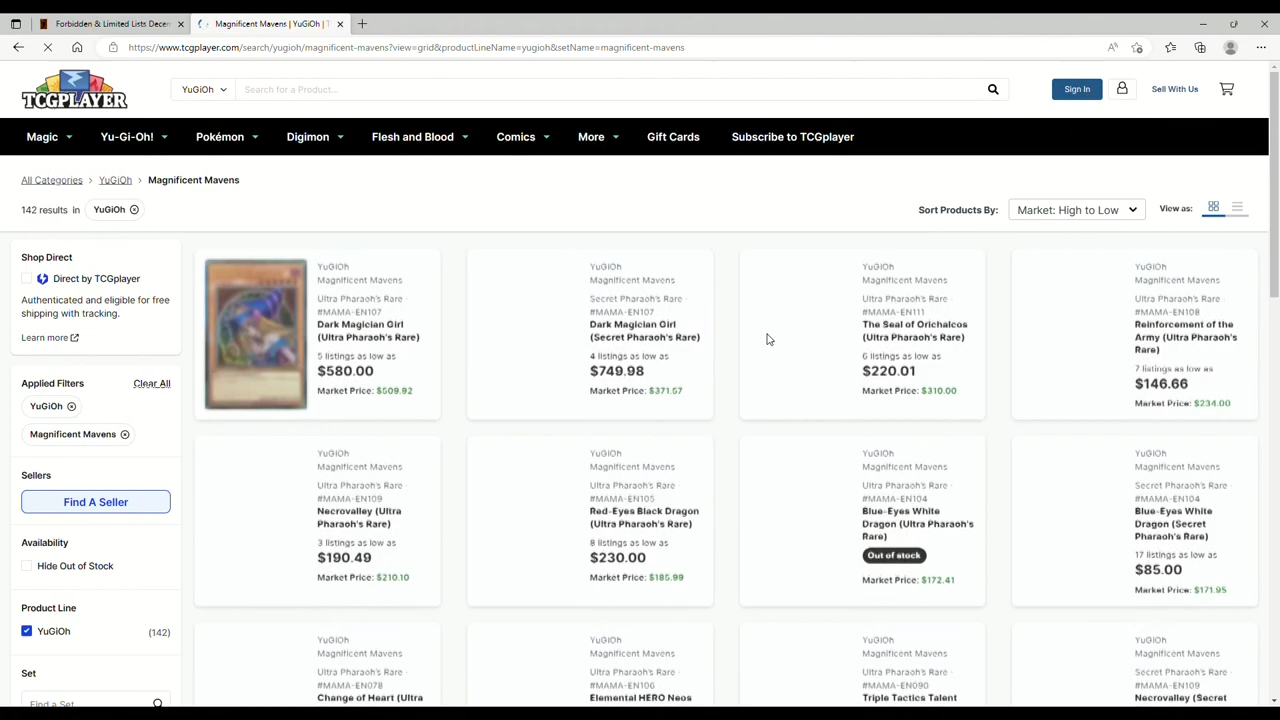 Forbidden & Limited Lists Decem
Magnificent Mavens | YuGiOh | T
https://www.tcgplayer.com/search/yugioh/magnificent-mavens?view=grid&productLineName=yugioh&setName=magnificent-mavens
TCGPLAYER
YuGiOh
Search for a Product...
Sign In
Sell With Us
Magic
Yu-Gi-Oh!
Pokémon
Digimon
Flesh and Blood
Comics
More
Gift Cards
Subscribe to TCGplayer
All Categories > YuGiOh > Magnificent Mavens
142 results in YuGiOh
Sort Products By: Market: High to Low
View as:
Shop Direct
Direct by TCGplayer
Authenticated and eligible for free
shipping with tracking.
Learn more
Applied Filters
Clear All
YuGiOh
Magnificent Mavens
Sellers
Find A Seller
Availability
Hide Out of Stock
Product Line
YuGiOh (142)
Set
Find a Set
YuGiOh
Magnificent Mavens
Ultra Pharaoh's Rare ·
#MAMA-EN107
Dark Magician Girl
(Ultra Pharaoh's Rare)
5 listings as low as
$580.00
Market Price: $509.92
YuGiOh
Magnificent Mavens
Secret Pharaoh's Rare ·
#MAMA-EN107
Dark Magician Girl
(Secret Pharaoh's Rare)
4 listings as low as
$749.98
Market Price: $371.57
YuGiOh
Magnificent Mavens
Ultra Pharaoh's Rare ·
#MAMA-EN111
The Seal of Orichalcos
(Ultra Pharaoh's Rare)
6 listings as low as
$220.01
Market Price: $310.00
YuGiOh
Magnificent Mavens
Ultra Pharaoh's Rare ·
#MAMA-EN108
Reinforcement of the
Army (Ultra Pharaoh's
Rare)
7 listings as low as
$146.66
Market Price: $234.00
YuGiOh
Magnificent Mavens
Ultra Pharaoh's Rare ·
#MAMA-EN109
Necrovalley (Ultra
Pharaoh's Rare)
3 listings as low as
$190.49
Market Price: $210.10
YuGiOh
Magnificent Mavens
Ultra Pharaoh's Rare ·
#MAMA-EN105
Red-Eyes Black Dragon
(Ultra Pharaoh's Rare)
8 listings as low as
$230.00
Market Price: $185.99
YuGiOh
Magnificent Mavens
Ultra Pharaoh's Rare ·
#MAMA-EN104
Blue-Eyes White
Dragon (Ultra Pharaoh's
Rare)
Out of stock
Market Price: $172.41
YuGiOh
Magnificent Mavens
Secret Pharaoh's Rare ·
#MAMA-EN104
Blue-Eyes White
Dragon (Secret
Pharaoh's Rare)
17 listings as low as
$85.00
Market Price: $171.95
YuGiOh
Magnificent Mavens
Ultra Pharaoh's Rare ·
#MAMA-EN078
Change of Heart (Ultra
YuGiOh
Magnificent Mavens
Ultra Pharaoh's Rare ·
#MAMA-EN106
Elemental HERO Neos
YuGiOh
Magnificent Mavens
Ultra Pharaoh's Rare ·
#MAMA-EN090
Triple Tactics Talent
YuGiOh
Magnificent Mavens
Secret Pharaoh's Rare ·
#MAMA-EN109
Necrovalley (Secret